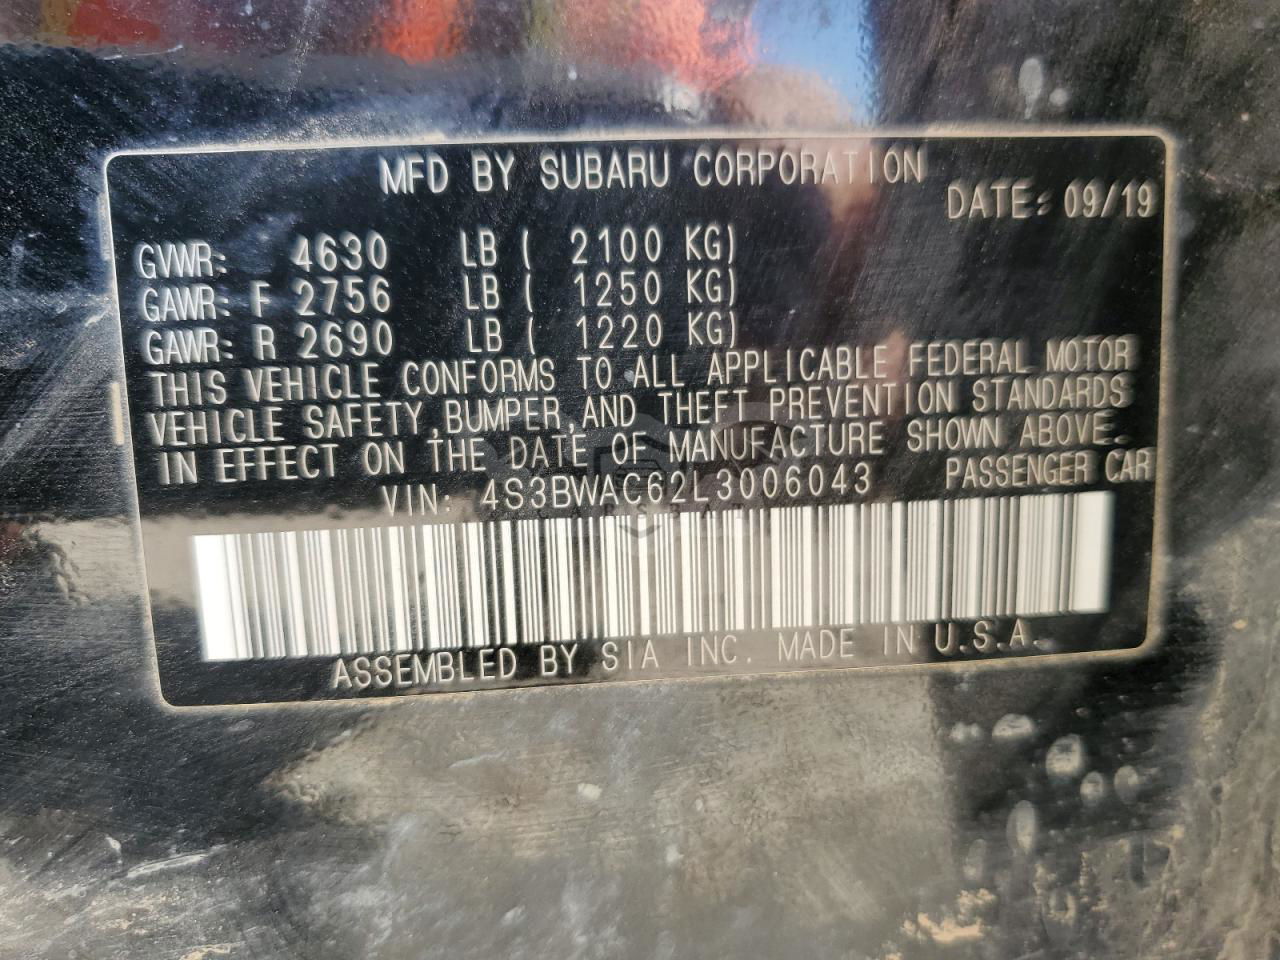 MFD BY SUBARU CORPORATION
DATE: 09/19
GVWR: 4630 LB ( 2100 KG)
GAWR: F 2756 LB ( 1250 KG)
GAWR: R 2690 LB ( 1220 KG)
THIS VEHICLE CONFORMS TO ALL APPLICABLE FEDERAL MOTOR
VEHICLE SAFETY,BUMPER,AND THEFT PREVENTION STANDARDS
IN EFFECT ON THE DATE OF MANUFACTURE SHOWN ABOVE.
VIN: 4S3BWAC62L3006043 PASSENGER CAR
ASSEMBLED BY SIA INC. MADE IN U.S.A.